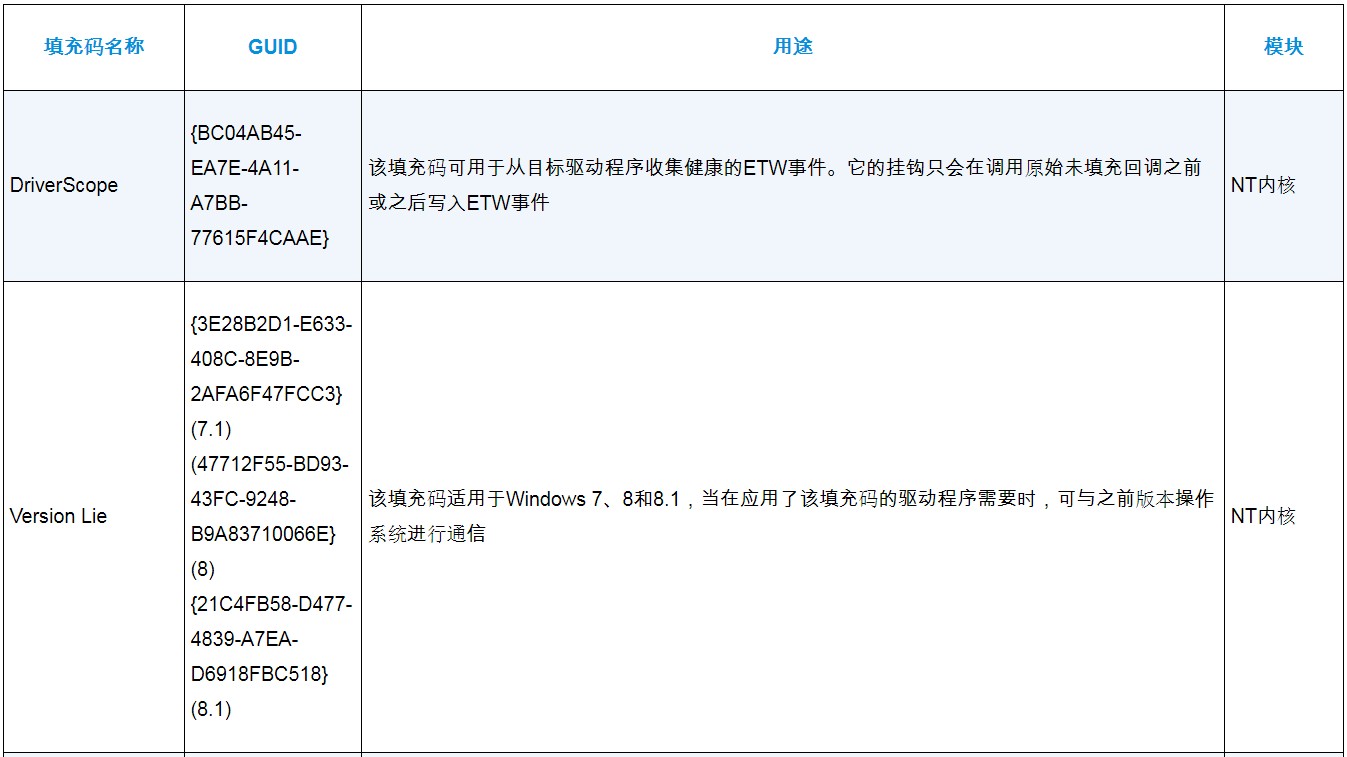 填充码名称 GUID 用途 模块
DriverScope
{BC04AB45-
EA7E-4A11-
A7BB-
77615F4CAAE}
该填充码可用于从目标驱动程序收集健康的ETW事件。它的挂钩只会在调用原始未填充回调之前
或之后写入ETW事件
NT内核
Version Lie
{3E28B2D1-E633-
408C-8E9B-
2AFA6F47FCC3}
(7.1)
(47712F55-BD93-
43FC-9248-
B9A83710066E}
(8)
{21C4FB58-D477-
4839-A7EA-
D6918FBC518}
(8.1)
该填充码适用于Windows 7、8和8.1，当在应用了该填充码的驱动程序需要时，可与之前版本操作
系统进行通信
NT内核